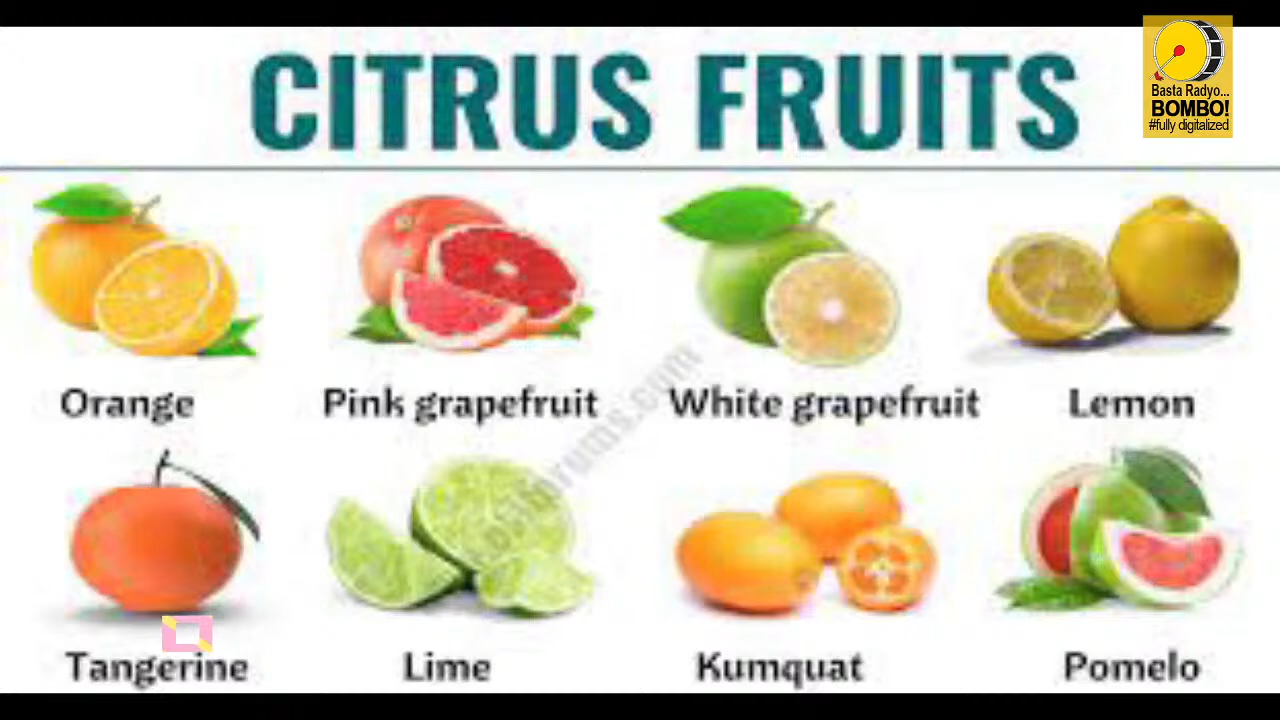 CITRUS FRUITS
Basta Radyo...
BOMBO!
#fully digitalized
Orange
Pink grapefruit
White grapefruit
Lemon
Tangerine
Lime
Kumquat
Pomelo